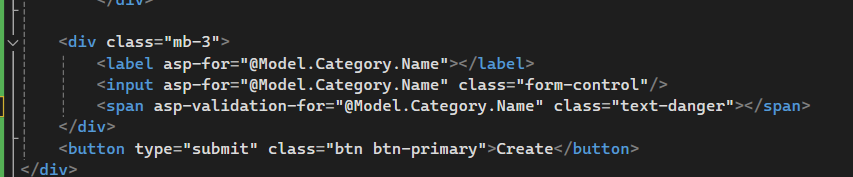 </div>
<div class="mb-3">
<label asp-for="@Model.Category.Name"></label>
<input asp-for="@Model.Category.Name" class="form-control"/>
<span asp-validation-for="@Model.Category.Name" class="text-danger"></span>
</div>
<button type="submit" class="btn btn-primary">Create</button>
</div>